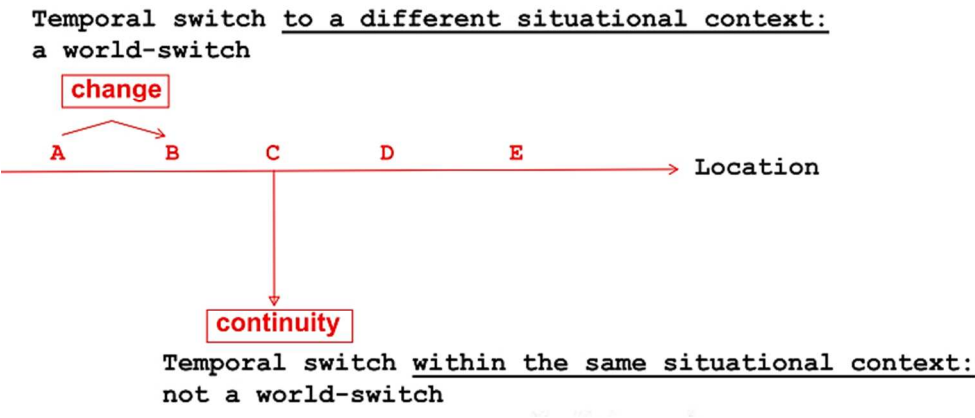 Temporal switch to a different situational context:
a world-switch
change
A B C D E
Location
continuity
Temporal switch within the same situational context:
not a world-switch